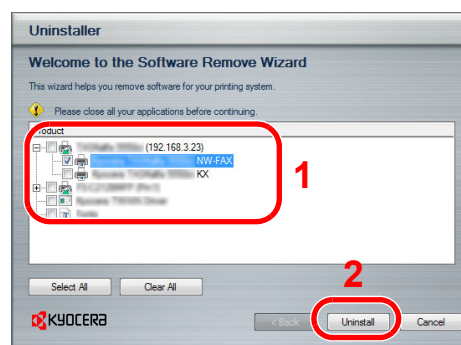 Uninstaller
Welcome to the Software Remove Wizard
This wizard helps you remove software for your printing system.
Please close all your applications before continuing.
Product
(192.168.3.23)
NW-FAX
KX
1
Select All Clear All
2
KYOCERA < Back Uninstall Cancel